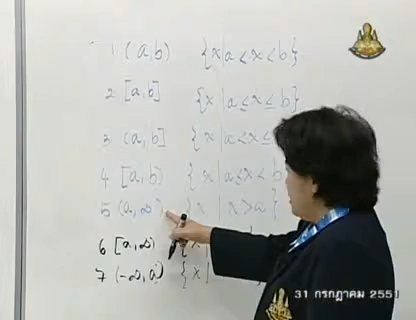 1 (a,b) {x|a<x<b}
2 [a,b] {x|a≤x≤b}
3 (a,b] {x|a<x≤
4 [a,b) {x|a≤x<b
5 (a,∞) {x| x>a}
6 [a,∞) {x
7 (-∞,a) {x|
31 กรกฎาคม 2551